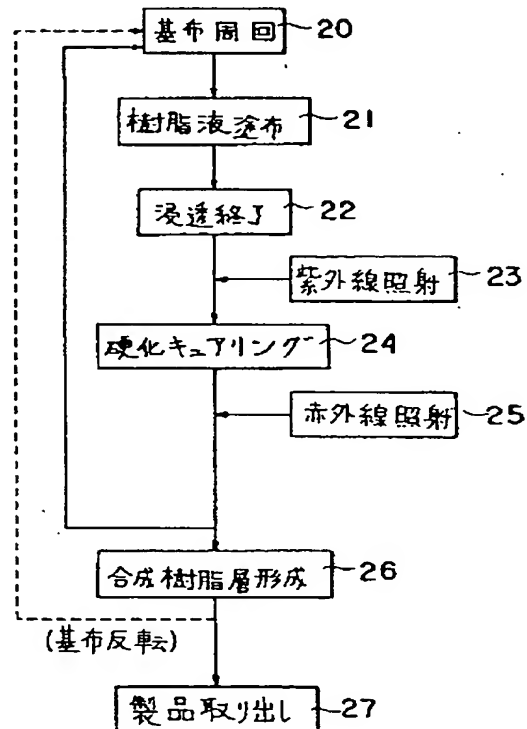 基布周回 20
樹脂液塗布 21
浸透終了 22
紫外線照射 23
硬化キュアリング 24
赤外線照射 25
合成樹脂層形成 26
(基布反転)
製品取り出し 27